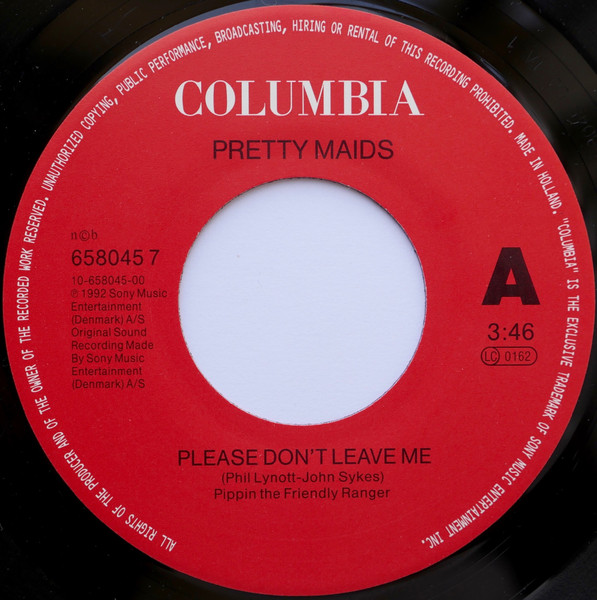 ALL RIGHTS OF THE PRODUCER AND OF THE OWNER OF THE RECORDED WORK RESERVED. UNAUTHORIZED COPYING, PUBLIC PERFORMANCE, BROADCASTING, HIRING OR RENTAL OF THIS RECORDING PROHIBITED. MADE IN HOLLAND. "COLUMBIA" IS THE EXCLUSIVE TRADEMARK OF SONY MUSIC ENTERTAINMENT INC.
COLUMBIA
PRETTY MAIDS
n©b
658045 7
10-658045-00
℗ 1992 Sony Music
Entertainment
(Denmark) A/S
Original Sound
Recording Made
By Sony Music
Entertainment
(Denmark) A/S
A
3:46
LC 0162
PLEASE DON'T LEAVE ME
(Phil Lynott-John Sykes)
Pippin the Friendly Ranger